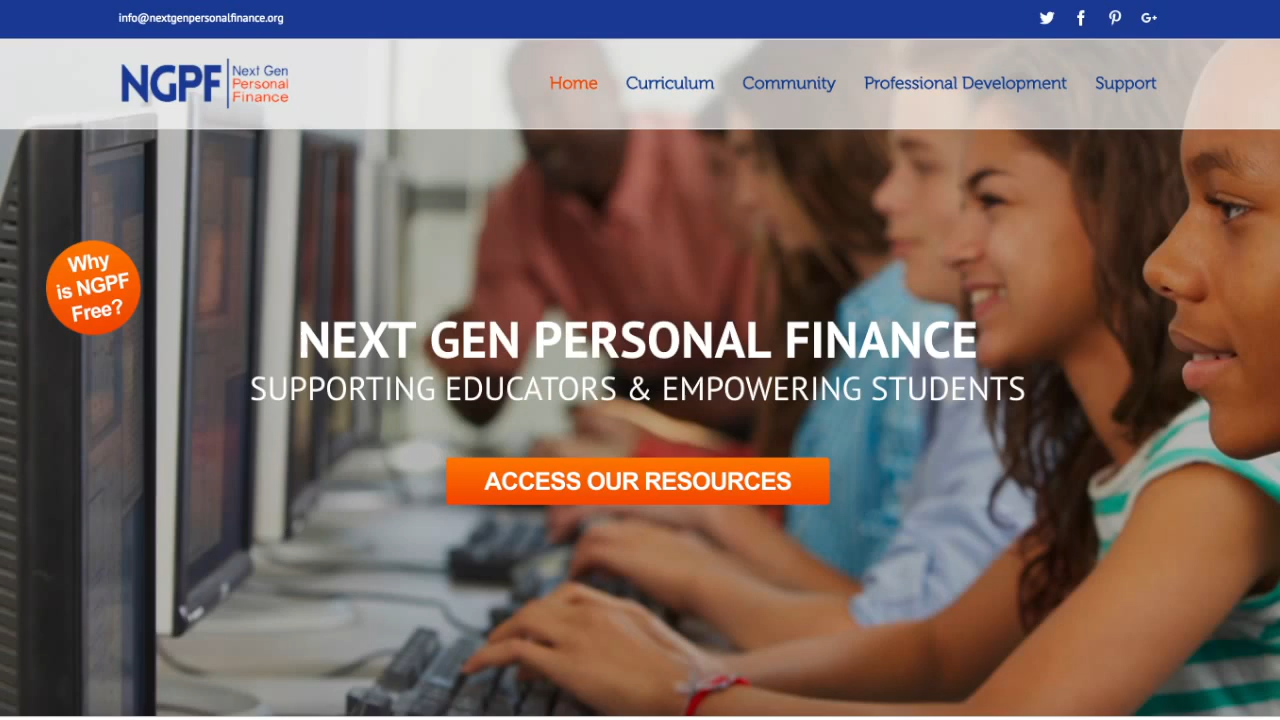 info@nextgenpersonalfinance.org
NGPF
Next Gen
Personal
Finance
Home Curriculum Community Professional Development Support
Why
is NGPF
Free?
NEXT GEN PERSONAL FINANCE
SUPPORTING EDUCATORS & EMPOWERING STUDENTS
ACCESS OUR RESOURCES